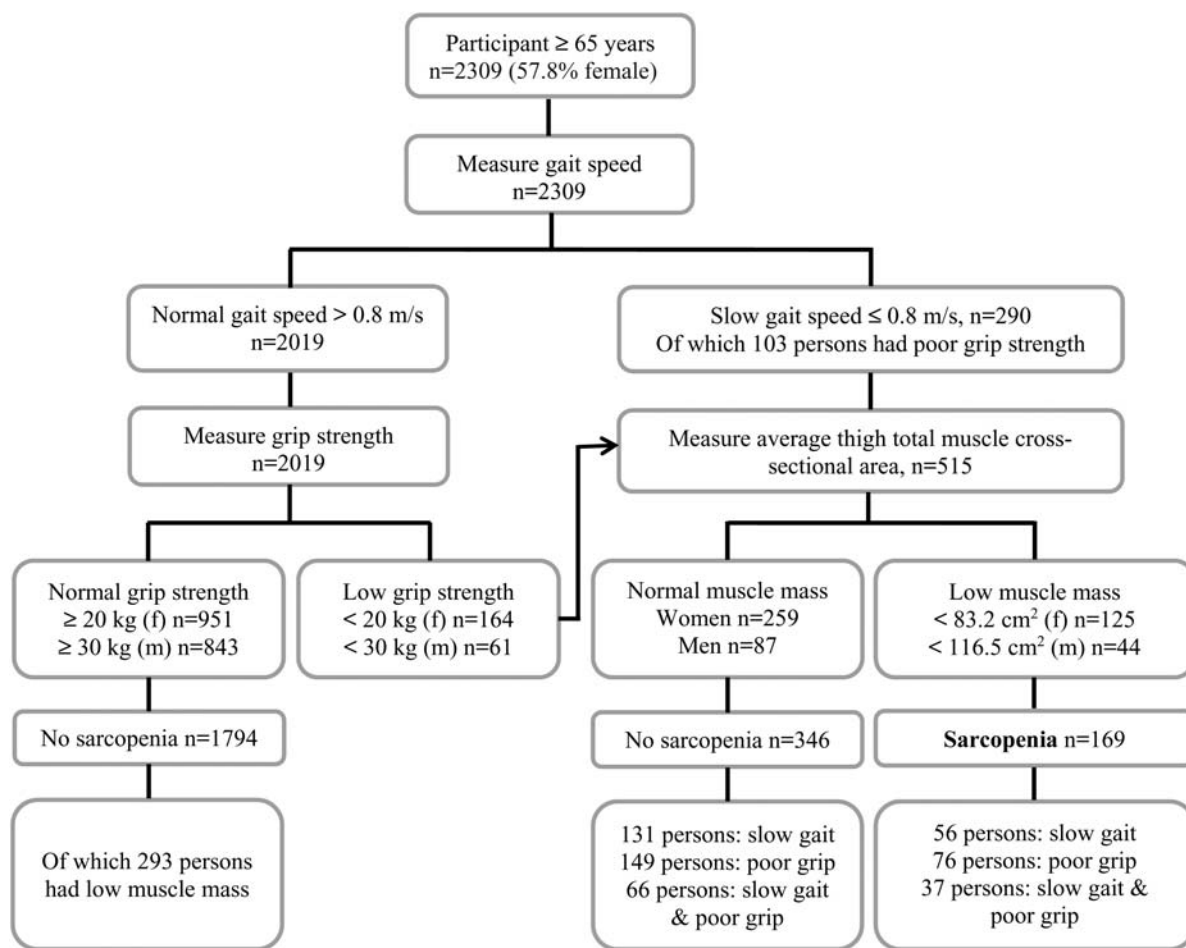 Participant ≥ 65 years
n=2309 (57.8% female)
Measure gait speed
n=2309
Normal gait speed > 0.8 m/s
n=2019
Slow gait speed ≤ 0.8 m/s, n=290
Of which 103 persons had poor grip strength
Measure grip strength
n=2019
Measure average thigh total muscle cross-
sectional area, n=515
Normal grip strength
≥ 20 kg (f) n=951
≥ 30 kg (m) n=843
Low grip strength
< 20 kg (f) n=164
< 30 kg (m) n=61
Normal muscle mass
Women n=259
Men n=87
Low muscle mass
< 83.2 cm² (f) n=125
< 116.5 cm² (m) n=44
No sarcopenia n=1794
No sarcopenia n=346
Sarcopenia n=169
Of which 293 persons
had low muscle mass
131 persons: slow gait
149 persons: poor grip
66 persons: slow gait
& poor grip
56 persons: slow gait
76 persons: poor grip
37 persons: slow gait &
poor grip